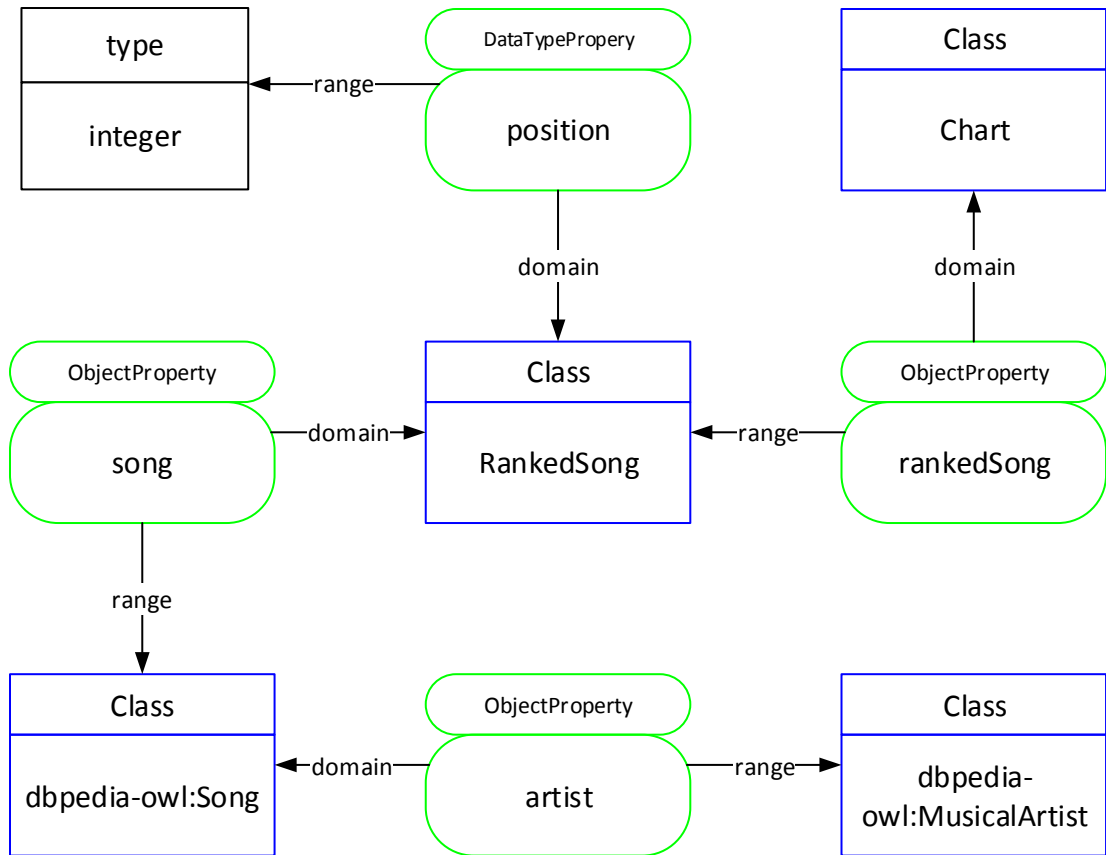 type
DataTypePropery
Class
range
integer
position
Chart
domain
domain
ObjectProperty
Class
ObjectProperty
domain
range
song
RankedSong
rankedSong
range
Class
ObjectProperty
Class
domain
range
dbpedia-owl:Song
artist
dbpedia-
owl:MusicalArtist